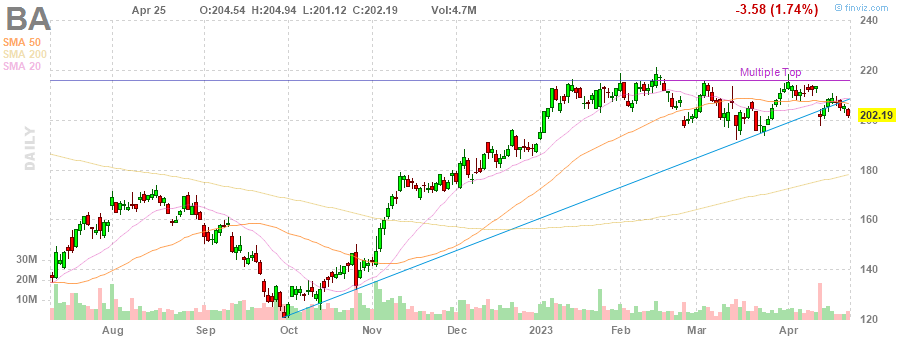 BA Apr 25 O:204.54 H:204.94 L:201.12 C:202.19 Vol:4.7M -3.58 (1.74%) finviz.com
240
SMA 50
SMA 200
SMA 20
Multiple Top
220
202.19
200
DAILY
180
160
30M
20M
140
10M
120
Aug Sep Oct Nov Dec 2023 Feb Mar Apr